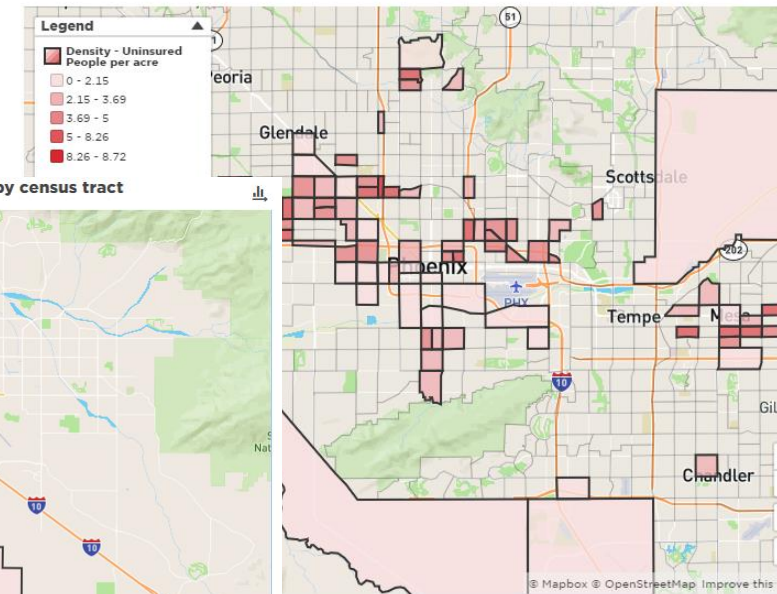 Legend ▲
Density - Uninsured
People per acre
0 - 2.15
2.15 - 3.69
3.69 - 5
5 - 8.26
8.26 - 8.72
51
eoria
Glendale
by census tract
Scottsdale
202
Phoenix
PHX
Tempe
Mesa
10
Gil
Nat
Chandler
10
10
© Mapbox © OpenStreetMap Improve this